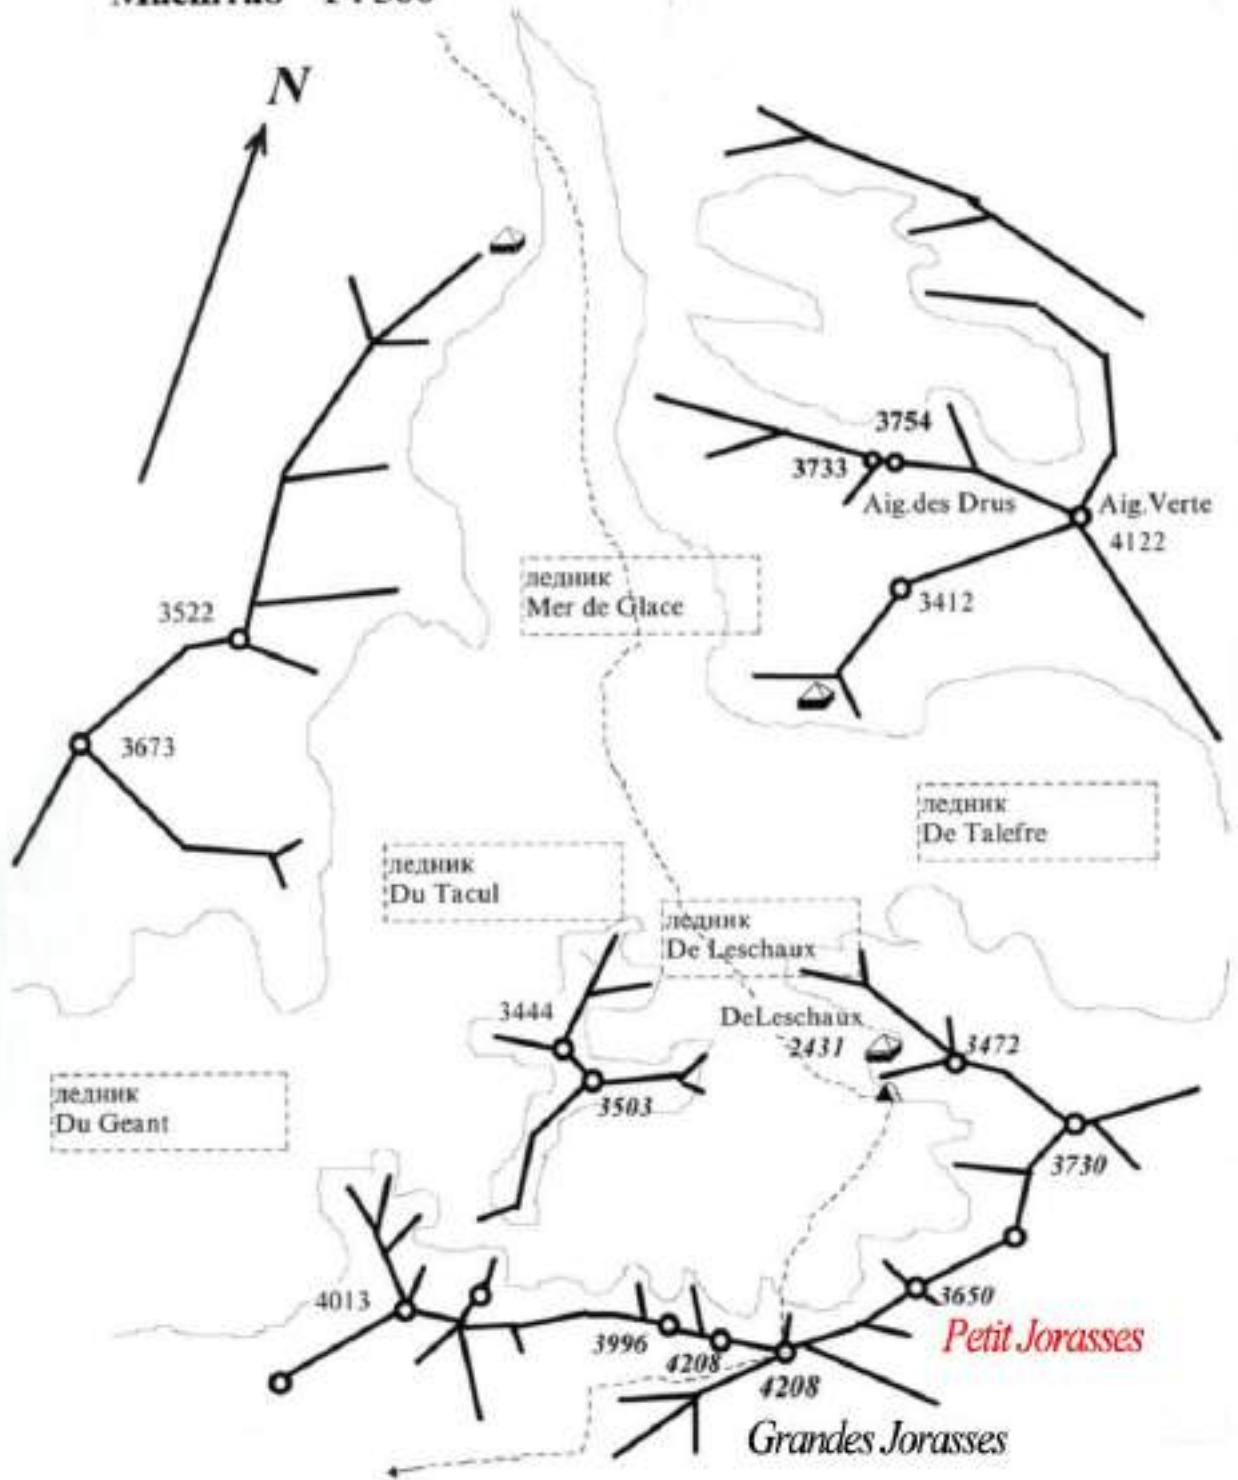 N
3754
3733
Aig.des Drus
Aig.Verte
4122
ледник
Mer de Glace
3412
3522
3673
ледник
De Talefre
ледник
Du Tacul
ледник
De Leschaux
3444
DeLeschaux
2431
3472
3503
ледник
Du Geant
3730
4013
3650
3996
Petit Jorasses
4208
4208
Grandes Jorasses